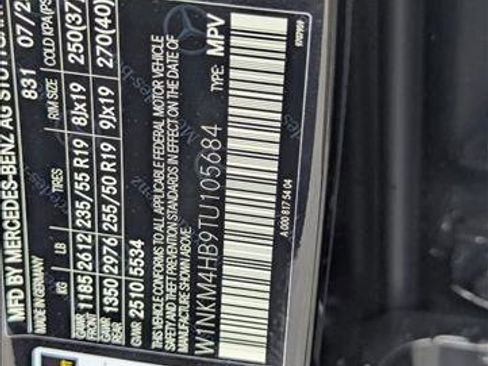 MFD BY MERCEDES-BENZ AG STUTTGART
MADE IN GERMANY 831 07/2
KG LB TIRES RIM SIZE COLD KPA(PS
GAWR FRONT 1185 2612 235/55 R19 8Jx19 250(37
GAWR REAR 1350 2976 255/50 R19 9Jx19 270(40)
GVWR 2510 5534
THIS VEHICLE CONFORMS TO ALL APPLICABLE FEDERAL MOTOR VEHICLE
SAFETY AND THEFT PREVENTION STANDARDS IN EFFECT ON THE DATE OF
MANUFACTURE SHOWN ABOVE.
W1NKM4HB9TU105684 TYPE: MPV
A 000 817 54 04